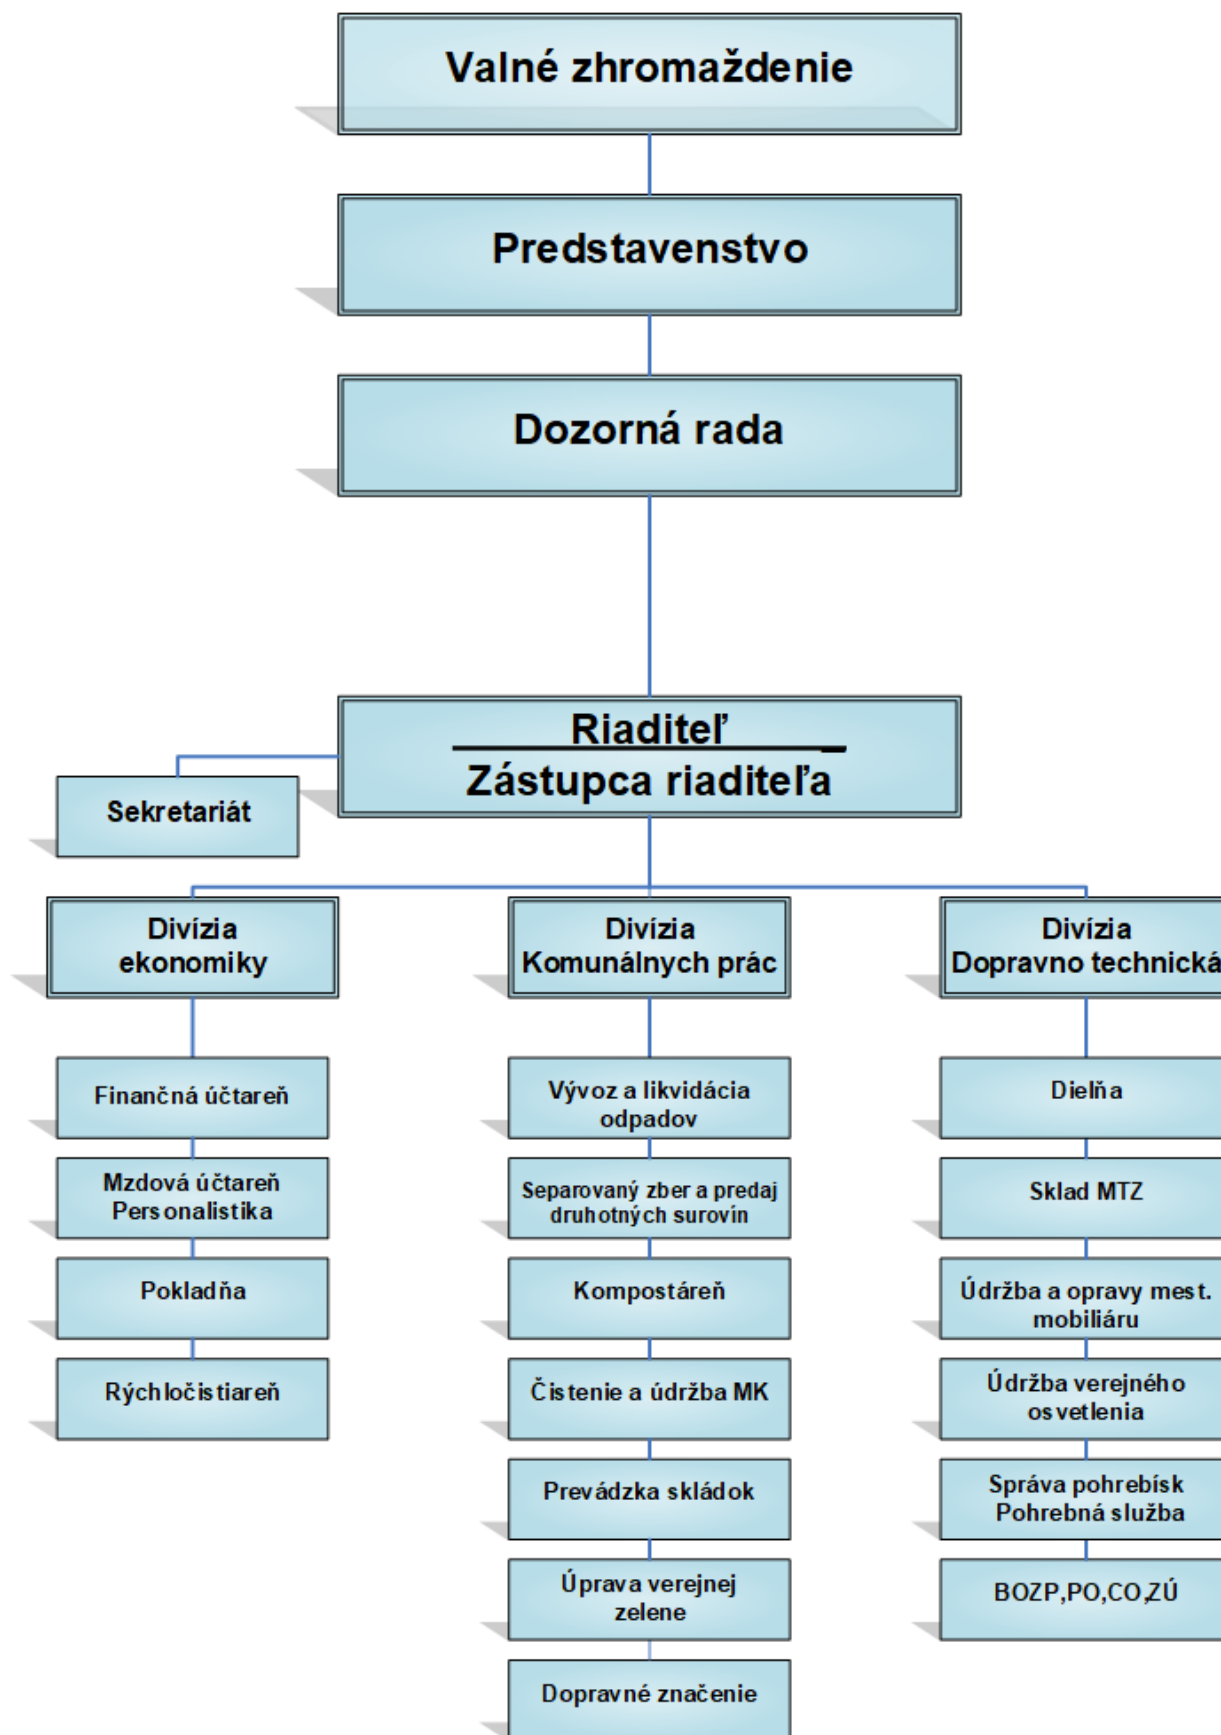 Valné zhromaždenie
Predstavenstvo
Dozorná rada
Riaditeľ
Zástupca riaditeľa
Sekretariát
Divízia
ekonomiky
Finančná účtareň
Mzdová účtareň
Personalistika
Pokladňa
Rýchločistiareň
Divízia
Komunálnych prác
Vývoz a likvidácia
odpadov
Separovaný zber a predaj
druhotných surovín
Kompostáreň
Čistenie a údržba MK
Prevádzka skládok
Úprava verejnej
zelene
Dopravné značenie
Divízia
Dopravno technická
Dielňa
Sklad MTZ
Údržba a opravy mest.
mobiliáru
Údržba verejného
osvetlenia
Správa pohrebísk
Pohrebná služba
BOZP,PO,CO,ZÚ